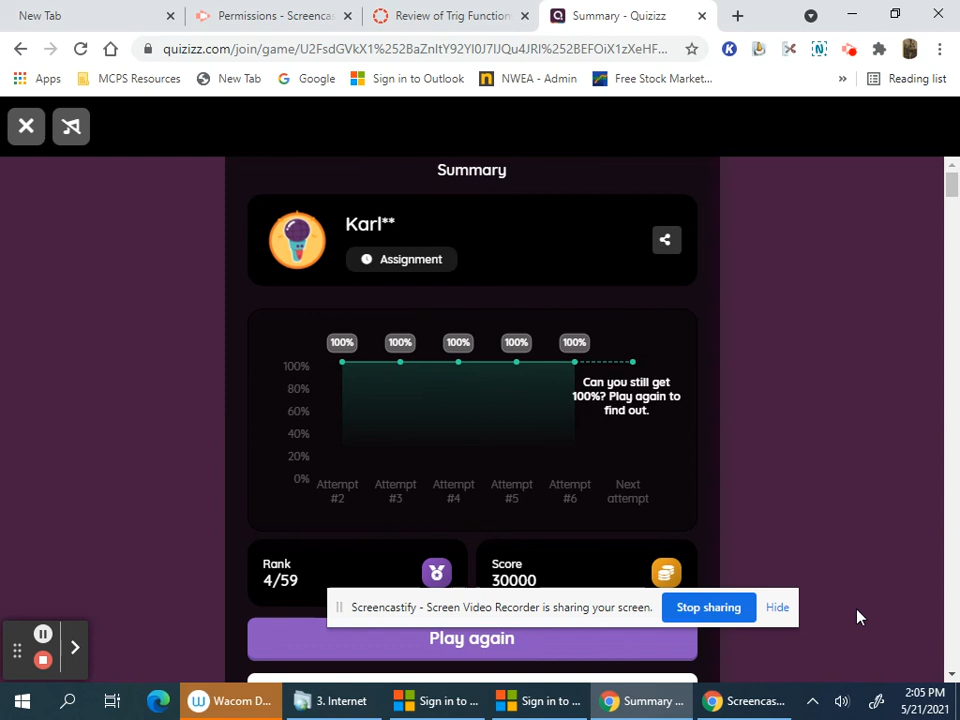 New Tab
Permissions - Screencas
Review of Trig Function
Summary - Quizizz
quizizz.com/join/game/U2FsdGVkX1%252BaZnItY92YI0J7IJQu4JRI%252BEFOiX1zXeHF...
Apps
MCPS Resources
New Tab
Google
Sign in to Outlook
NWEA - Admin
Free Stock Market...
»
Reading list
Summary
Karl**
Assignment
100% 100% 100% 100% 100%
100%
80%
60%
40%
20%
0%
Can you still get
100%? Play again to
find out.
Attempt #2
Attempt #3
Attempt #4
Attempt #5
Attempt #6
Next attempt
Rank
4/59
Score
30000
Screencastify - Screen Video Recorder is sharing your screen.
Stop sharing
Hide
Play again
Wacom D...
3. Internet
Sign in to ...
Sign in to ...
Summary ...
Screencas...
2:05 PM
5/21/2021